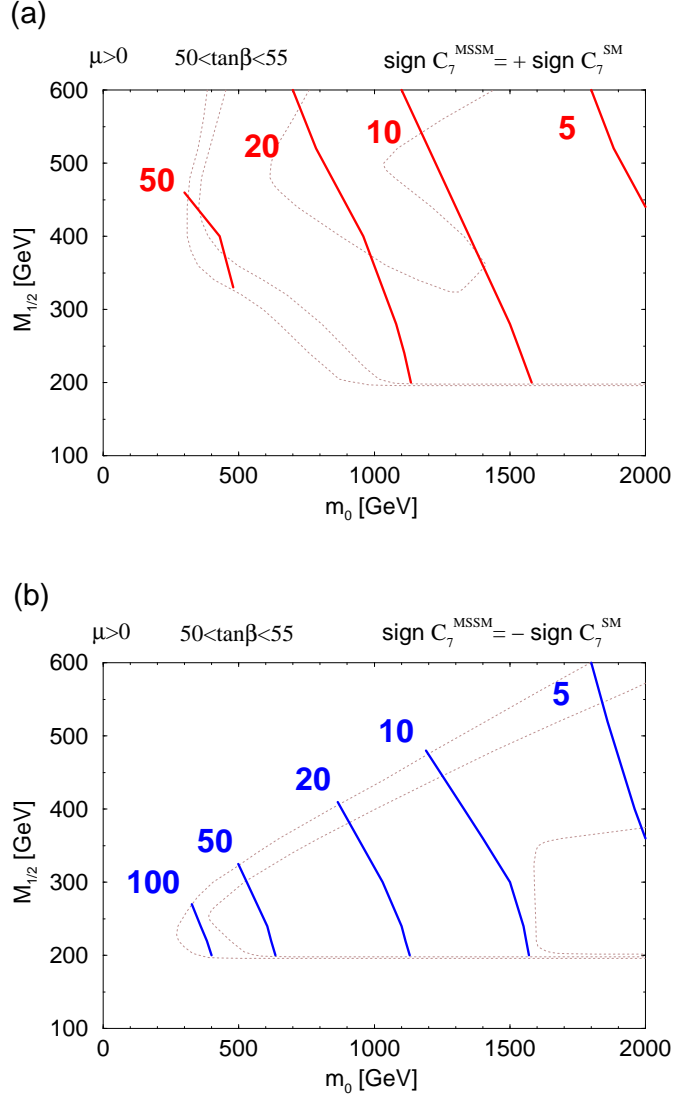 (a)
μ>0 50<tanβ<55 sign C₇^MSSM = + sign C₇^SM
600
500
400
300
200
100
M₁/₂ [GeV]
50
20
10
5
0 500 1000 1500 2000
m₀ [GeV]
(b)
μ>0 50<tanβ<55 sign C₇^MSSM = − sign C₇^SM
600
500
400
300
200
100
M₁/₂ [GeV]
100
50
20
10
5
0 500 1000 1500 2000
m₀ [GeV]